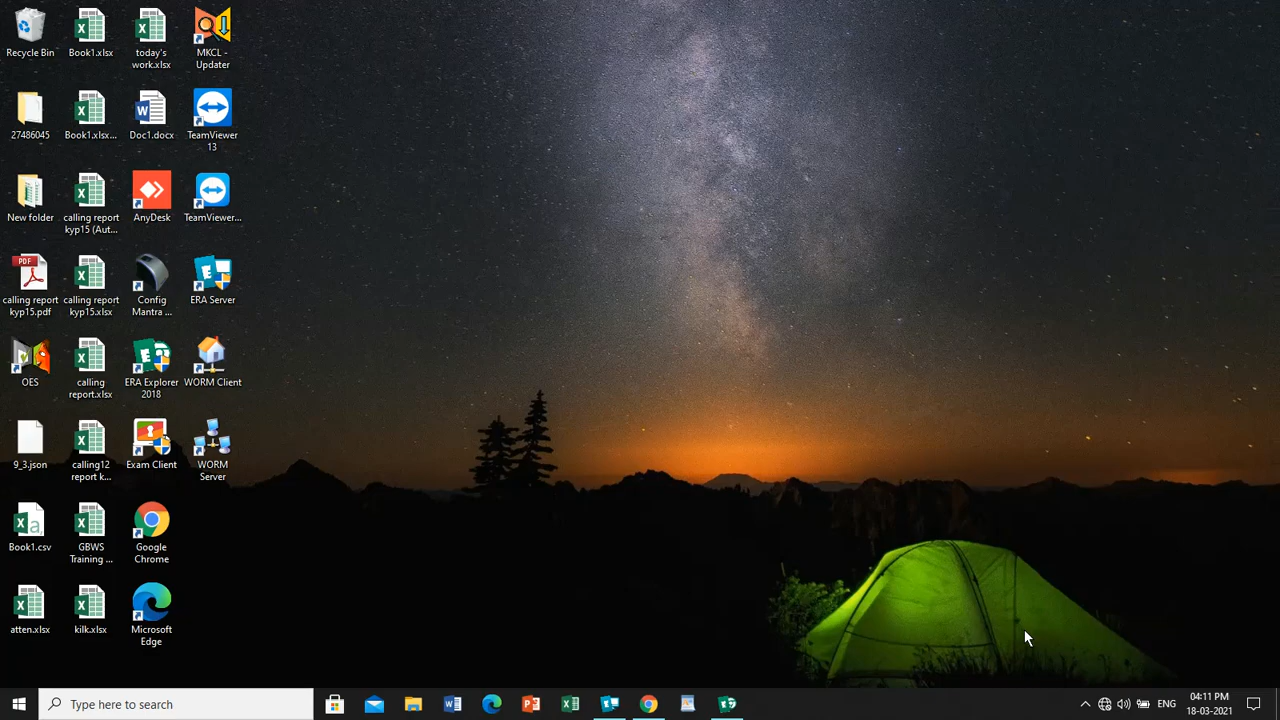 Recycle Bin
Book1.xlsx
today's
work.xlsx
MKCL -
Updater
27486045
Book1.xlsx...
Doc1.docx
TeamViewer
13
New folder
calling report
kyp15 (Aut...
AnyDesk
TeamViewer...
PDF
calling report
kyp15.pdf
calling report
kyp15.xlsx
Config
Mantra ...
ERA Server
OES
calling
report.xlsx
ERA Explorer
2018
WORM Client
9_3.json
calling12
report k...
Exam Client
WORM
Server
Book1.csv
GBWS
Training ...
Google
Chrome
atten.xlsx
kilk.xlsx
Microsoft
Edge
Type here to search
ENG
04:11 PM
18-03-2021